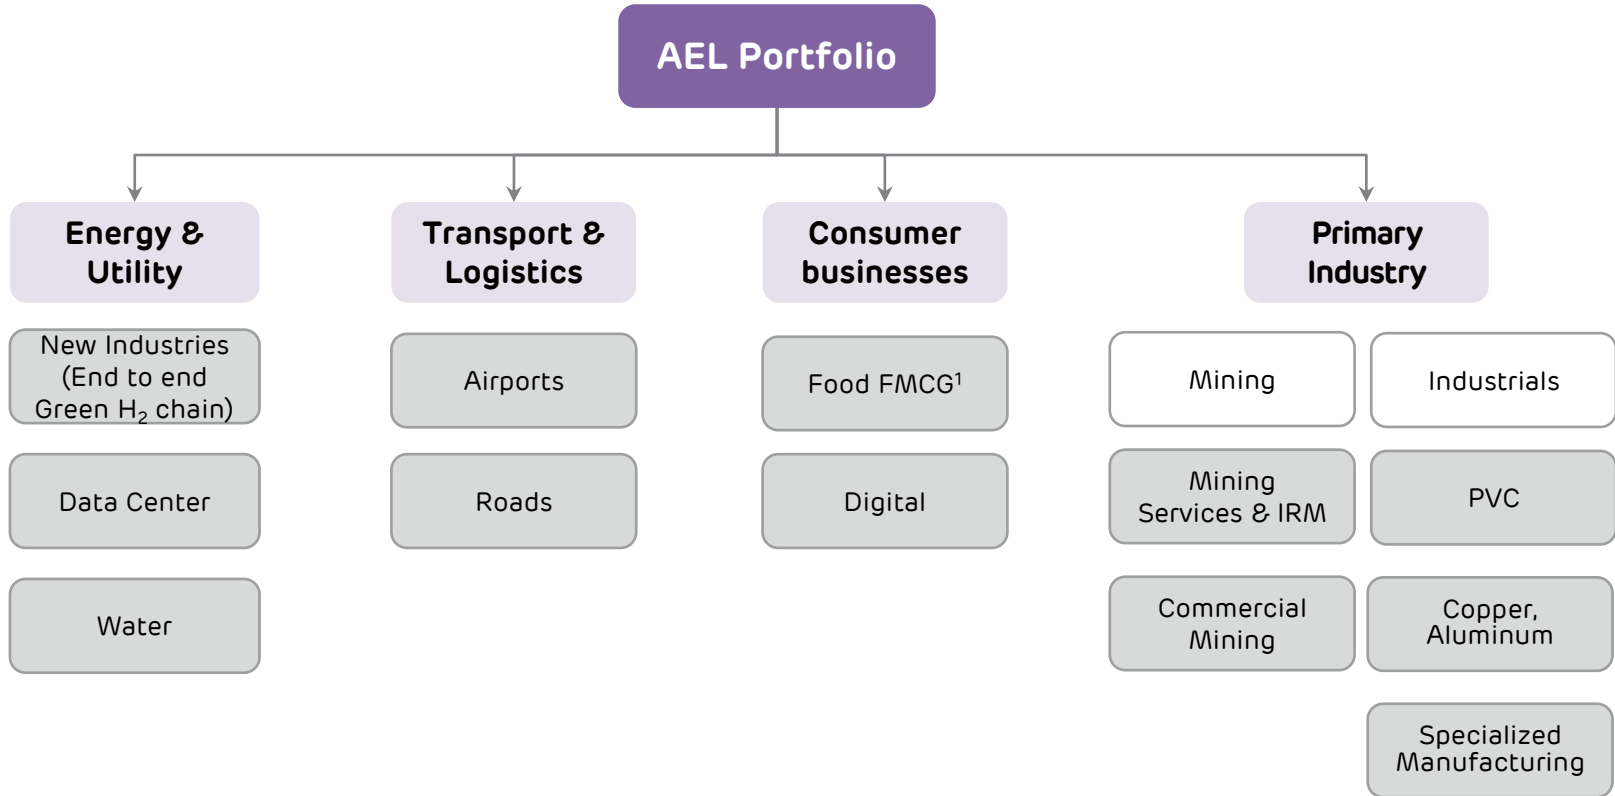 AEL Portfolio
Energy &
Utility
Transport &
Logistics
Consumer
businesses
Primary
Industry
New Industries
(End to end
Green H₂ chain)
Data Center
Water
Airports
Roads
Food FMCG¹
Digital
Mining
Mining
Services & IRM
Commercial
Mining
Industrials
PVC
Copper,
Aluminum
Specialized
Manufacturing